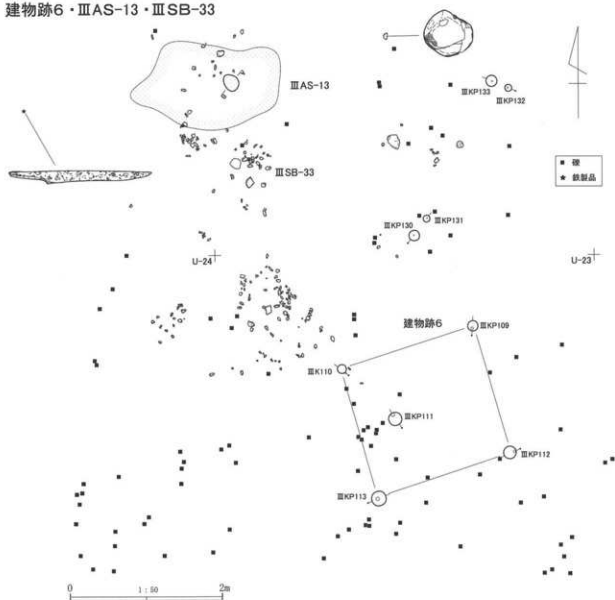 建物跡6・ⅢAS-13・ⅢSB-33
ⅢAS-13
ⅢKP133
ⅢKP132
■ 礫
★ 鉄製品
ⅢSB-33
ⅢKP131
ⅢKP130
U-24
U-23
建物跡6
ⅢKP109
ⅢK110
ⅢKP111
ⅢKP112
ⅢKP113
0 1:50 2m